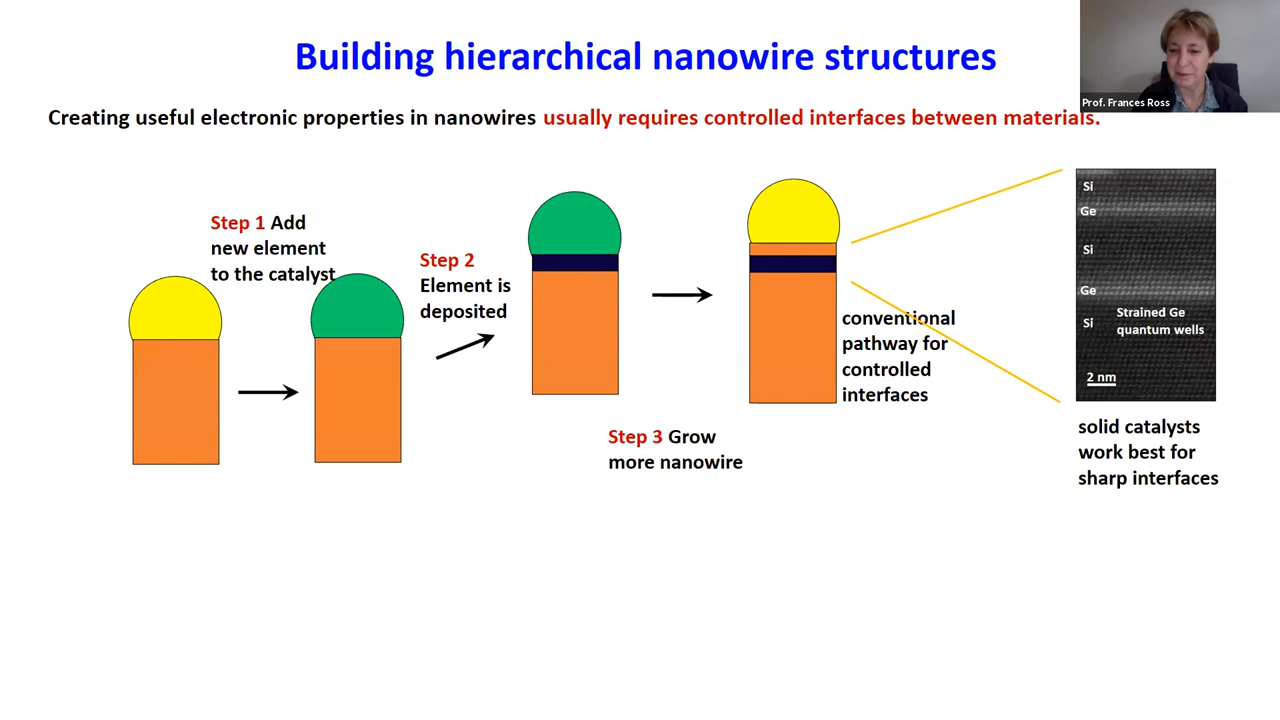 Building hierarchical nanowire structures
Prof. Frances Ross
Creating useful electronic properties in nanowires usually requires controlled interfaces between materials.
Step 1 Add
new element
to the catalyst
Step 2
Element is
deposited
Step 3 Grow
more nanowire
conventional
pathway for
controlled
interfaces
Si
Ge
Si
Ge
Si
Strained Ge
quantum wells
2 nm
solid catalysts
work best for
sharp interfaces